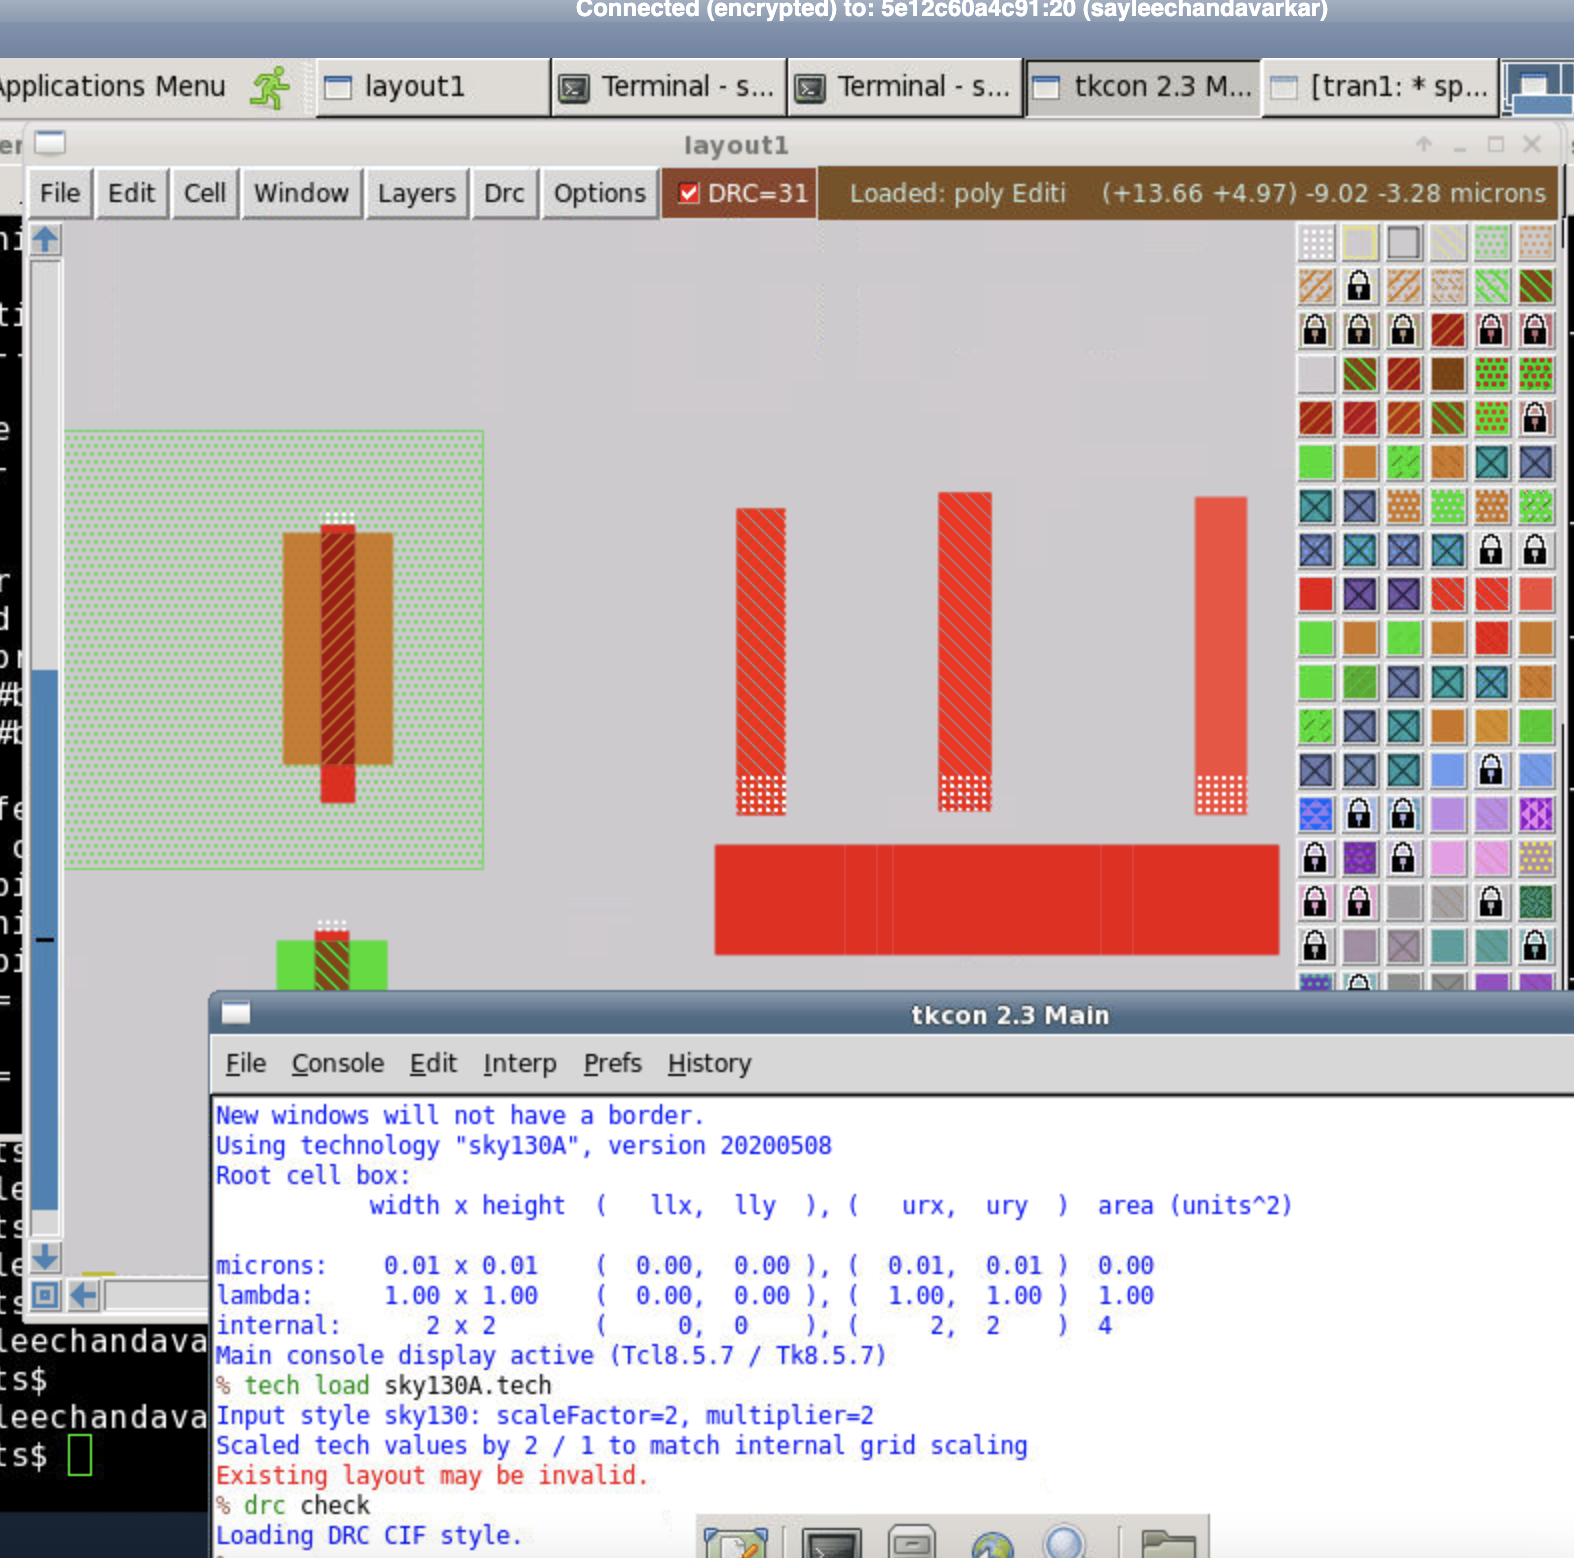 Connected (encrypted) to: 5e12c60a4c91:20 (sayleechandavarkar)
Applications Menu
layout1
Terminal - s...
Terminal - s...
tkcon 2.3 M...
[tran1: * sp...
layout1
File Edit Cell Window Layers Drc Options
DRC=31
Loaded: poly Editi (+13.66 +4.97) -9.02 -3.28 microns
tkcon 2.3 Main
File Console Edit Interp Prefs History
New windows will not have a border.
Using technology "sky130A", version 20200508
Root cell box:
width x height ( llx, lly ), ( urx, ury ) area (units^2)
microns: 0.01 x 0.01 ( 0.00, 0.00 ), ( 0.01, 0.01 ) 0.00
lambda: 1.00 x 1.00 ( 0.00, 0.00 ), ( 1.00, 1.00 ) 1.00
internal: 2 x 2 ( 0, 0 ), ( 2, 2 ) 4
Main console display active (Tcl8.5.7 / Tk8.5.7)
% tech load sky130A.tech
Input style sky130: scaleFactor=2, multiplier=2
Scaled tech values by 2 / 1 to match internal grid scaling
Existing layout may be invalid.
% drc check
Loading DRC CIF style.
leechandava
ts$
leechandava
ts$